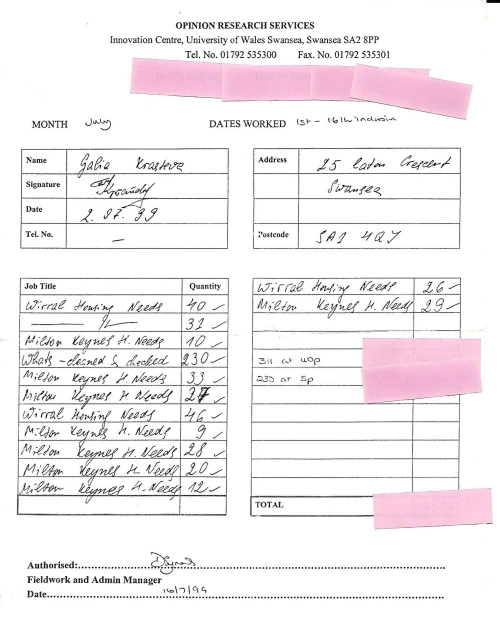 OPINION RESEARCH SERVICES
Innovation Centre, University of Wales Swansea, Swansea SA2 8PP
Tel. No. 01792 535300 Fax. No. 01792 535301
MONTH July DATES WORKED 1st - 16th inclusive
Name Galia Krasteva
Signature
Date 2.07.99
Tel. No. –
Address 25 Eaton Crescent
Swansea
Postcode SA1 4QJ
Job Title Quantity
Wirral Housing Needs 40 ✓
31 ✓
Milton Keynes H. Needs 10 ✓
Whats - cleaned & checked 230 ✓
Milton Keynes H. Needs 33 ✓
Milton Keynes H. Needs 27 ✓
Wirral Housing Needs 46 ✓
Milton Keynes H. Needs 9 ✓
Milton Keynes H. Needs 28 ✓
Milton Keynes H. Needs 20 ✓
Milton Keynes H. Needs 12 ✓
Wirral Housing Needs 26 ✓
Milton Keynes H. Needs 29 ✓
311 at 40p
230 at 5p
TOTAL
Authorised:
Fieldwork and Admin Manager
Date 16/7/99